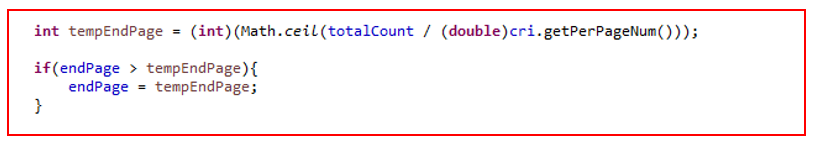 int tempEndPage = (int)(Math.ceil(totalCount / (double)cri.getPerPageNum()));
if(endPage > tempEndPage){
endPage = tempEndPage;
}